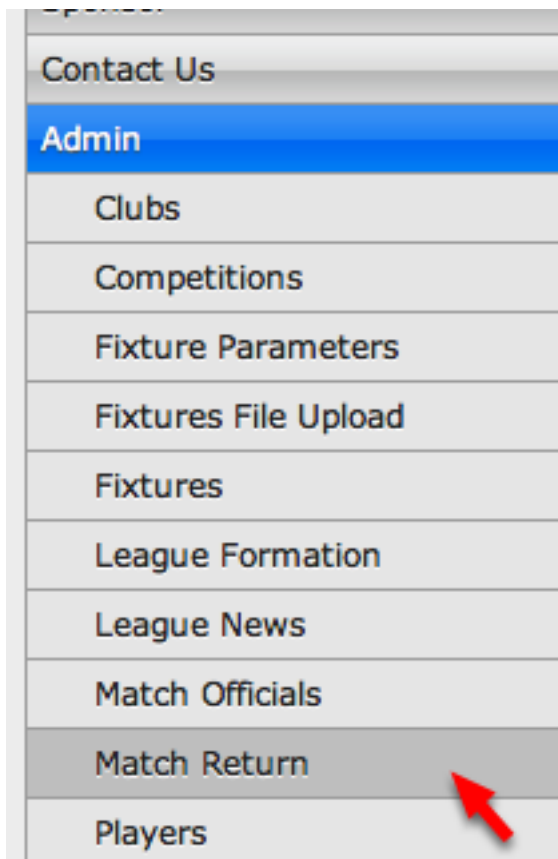 Contact Us
Admin
Clubs
Competitions
Fixture Parameters
Fixtures File Upload
Fixtures
League Formation
League News
Match Officials
Match Return
Players